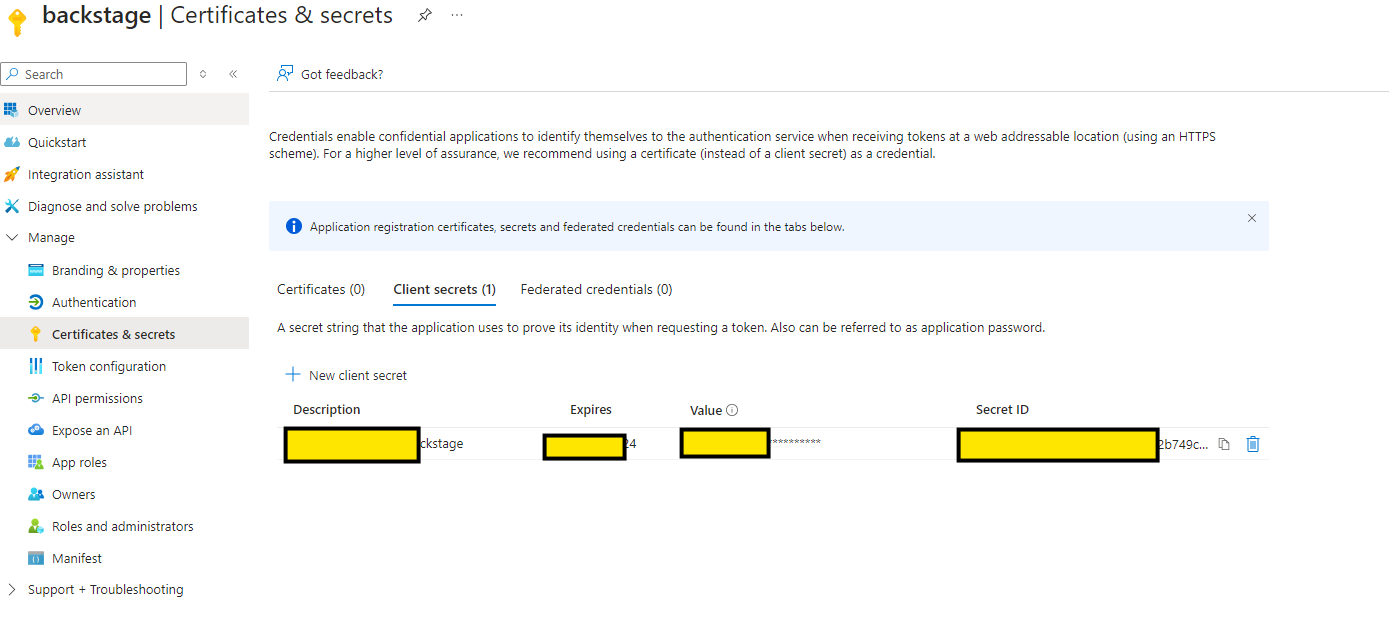 backstage | Certificates & secrets
Search
Got feedback?
Overview
Quickstart
Integration assistant
Diagnose and solve problems
Manage
Branding & properties
Authentication
Certificates & secrets
Token configuration
API permissions
Expose an API
App roles
Owners
Roles and administrators
Manifest
Support + Troubleshooting
Credentials enable confidential applications to identify themselves to the authentication service when receiving tokens at a web addressable location (using an HTTPS
scheme). For a higher level of assurance, we recommend using a certificate (instead of a client secret) as a credential.
Application registration certificates, secrets and federated credentials can be found in the tabs below.
Certificates (0) Client secrets (1) Federated credentials (0)
A secret string that the application uses to prove its identity when requesting a token. Also can be referred to as application password.
New client secret
Description Expires Value Secret ID
ckstage 24 ********** 2b749c...